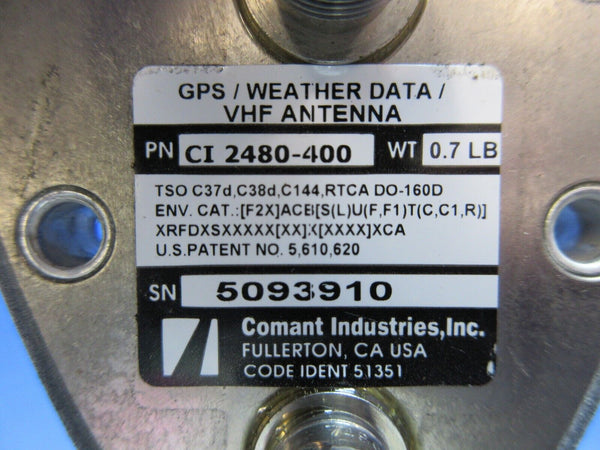 GPS / WEATHER DATA /
VHF ANTENNA
PN CI 2480-400 WT 0.7 LB
TSO C37d,C38d,C144,RTCA DO-160D
ENV. CAT.:[F2X]ACB[S(L)U(F,F1)T(C,C1,R)]
XRFDXSXXXXX[XX]X[XXXX]XCA
U.S.PATENT NO. 5,610,620
SN 5093910
Comant Industries,Inc.
FULLERTON, CA USA
CODE IDENT 51351